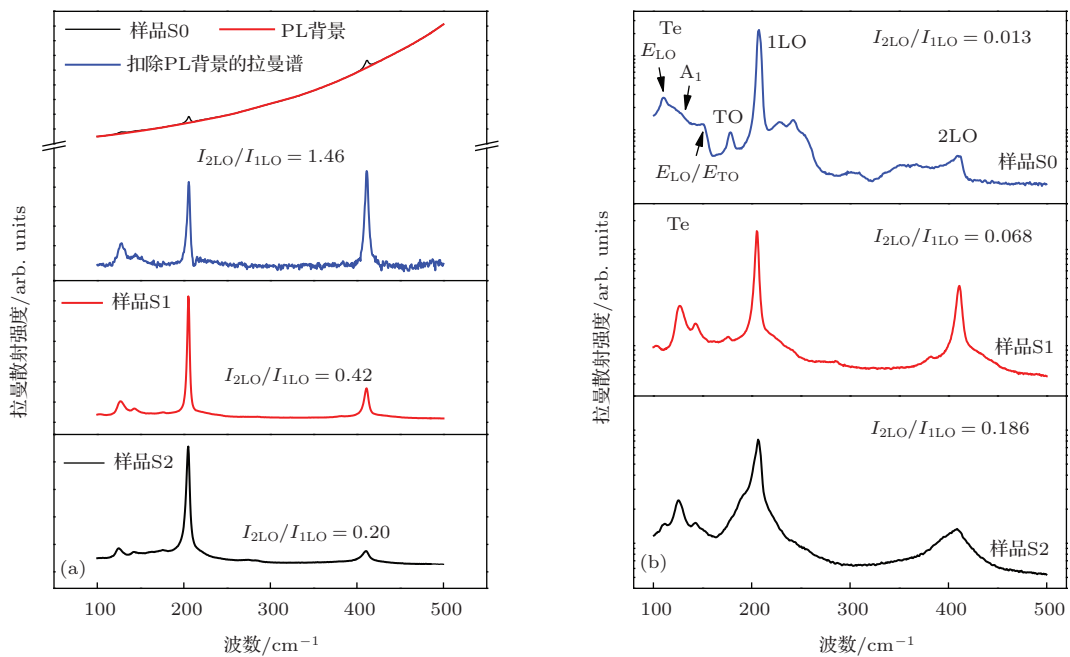 样品S0 PL背景
扣除PL背景的拉曼谱
I2LO/I1LO = 1.46
样品S1
I2LO/I1LO = 0.42
样品S2
I2LO/I1LO = 0.20
(a)
100 200 300 400 500
波数/cm−1
拉曼散射强度/arb. units
Te
ELO
A1
1LO
I2LO/I1LO = 0.013
TO
2LO
ELO/ETO
样品S0
Te
I2LO/I1LO = 0.068
样品S1
I2LO/I1LO = 0.186
样品S2
(b)
100 200 300 400 500
波数/cm−1
拉曼散射强度/arb. units